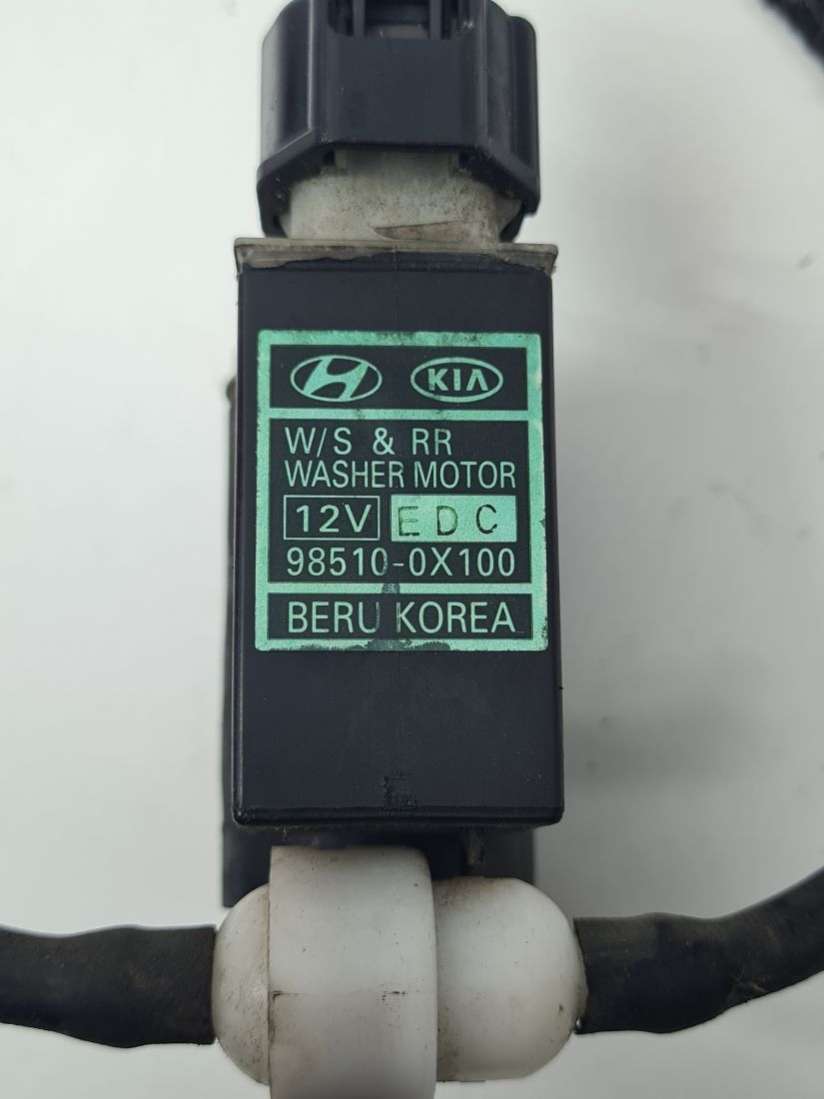 KIA
W/S & RR
WASHER MOTOR
12V EDC
98510-0X100
BERU KOREA